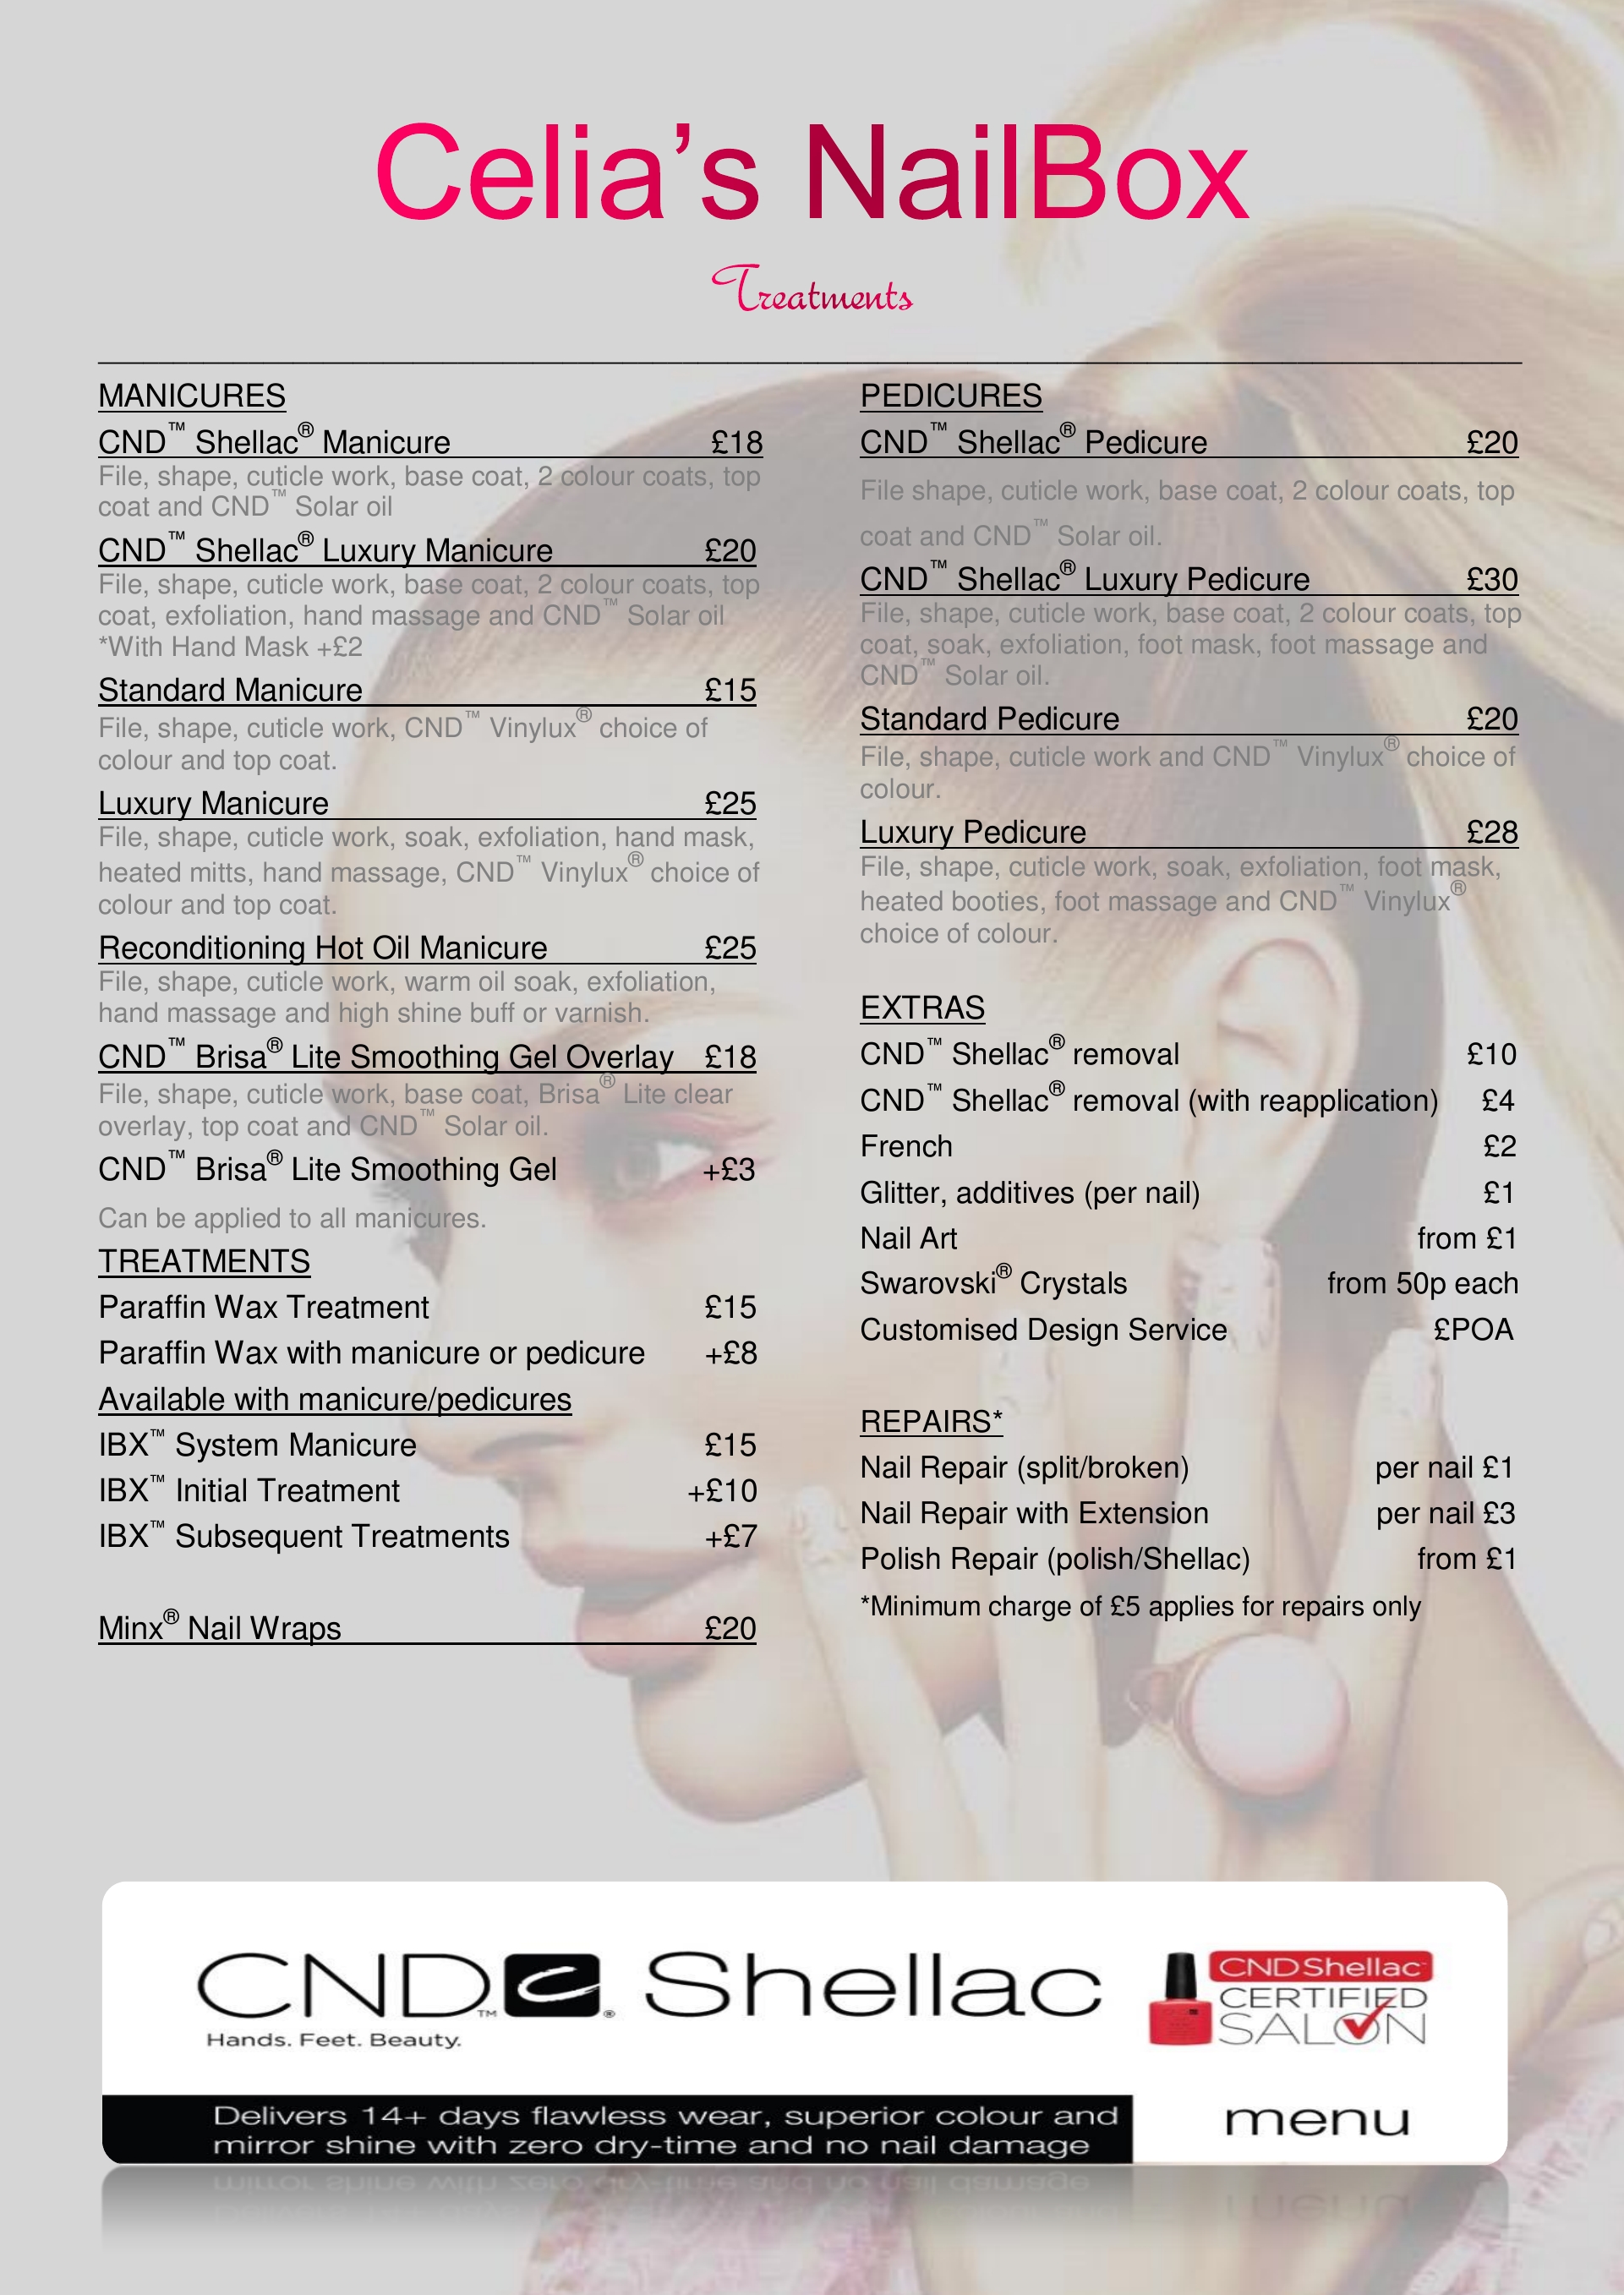 Celia’s NailBox
Treatments
MANICURES
CND™ Shellac® Manicure £18
File, shape, cuticle work, base coat, 2 colour coats, top
coat and CND™ Solar oil
CND™ Shellac® Luxury Manicure £20
File, shape, cuticle work, base coat, 2 colour coats, top
coat, exfoliation, hand massage and CND™ Solar oil
*With Hand Mask +£2
Standard Manicure £15
File, shape, cuticle work, CND™ Vinylux® choice of
colour and top coat.
Luxury Manicure £25
File, shape, cuticle work, soak, exfoliation, hand mask,
heated mitts, hand massage, CND™ Vinylux® choice of
colour and top coat.
Reconditioning Hot Oil Manicure £25
File, shape, cuticle work, warm oil soak, exfoliation,
hand massage and high shine buff or varnish.
CND™ Brisa® Lite Smoothing Gel Overlay £18
File, shape, cuticle work, base coat, Brisa® Lite clear
overlay, top coat and CND™ Solar oil.
CND™ Brisa® Lite Smoothing Gel +£3
Can be applied to all manicures.
TREATMENTS
Paraffin Wax Treatment £15
Paraffin Wax with manicure or pedicure +£8
Available with manicure/pedicures
IBX™ System Manicure £15
IBX™ Initial Treatment +£10
IBX™ Subsequent Treatments +£7
Minx® Nail Wraps £20
PEDICURES
CND™ Shellac® Pedicure £20
File shape, cuticle work, base coat, 2 colour coats, top
coat and CND™ Solar oil.
CND™ Shellac® Luxury Pedicure £30
File, shape, cuticle work, base coat, 2 colour coats, top
coat, soak, exfoliation, foot mask, foot massage and
CND™ Solar oil.
Standard Pedicure £20
File, shape, cuticle work and CND™ Vinylux® choice of
colour.
Luxury Pedicure £28
File, shape, cuticle work, soak, exfoliation, foot mask,
heated booties, foot massage and CND™ Vinylux®
choice of colour.
EXTRAS
CND™ Shellac® removal £10
CND™ Shellac® removal (with reapplication) £4
French £2
Glitter, additives (per nail) £1
Nail Art from £1
Swarovski® Crystals from 50p each
Customised Design Service £POA
REPAIRS*
Nail Repair (split/broken) per nail £1
Nail Repair with Extension per nail £3
Polish Repair (polish/Shellac) from £1
*Minimum charge of £5 applies for repairs only
CND™ ® Shellac
Hands. Feet. Beauty.
CND Shellac™
CERTIFIED
SALON
Delivers 14+ days flawless wear, superior colour and
mirror shine with zero dry-time and no nail damage
menu